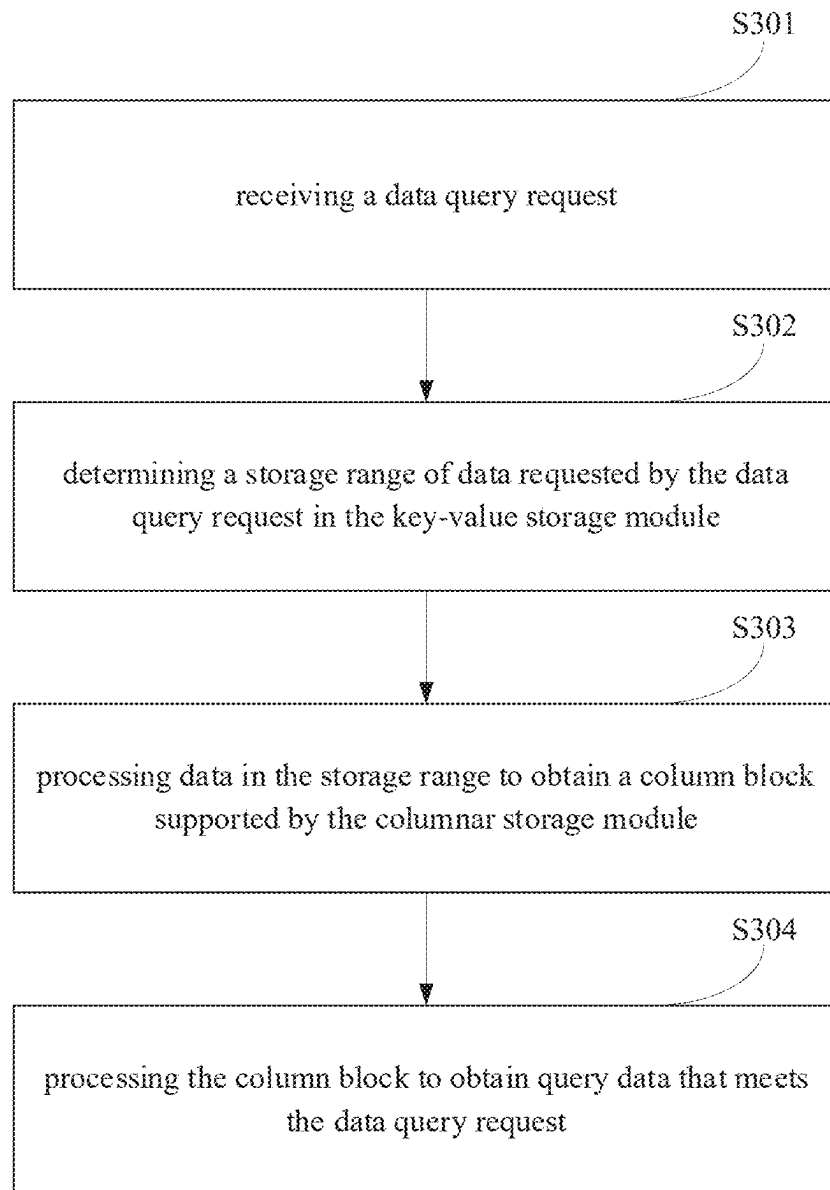 S301
receiving a data query request
S302
determining a storage range of data requested by the data
query request in the key-value storage module
S303
processing data in the storage range to obtain a column block
supported by the columnar storage module
S304
processing the column block to obtain query data that meets
the data query request